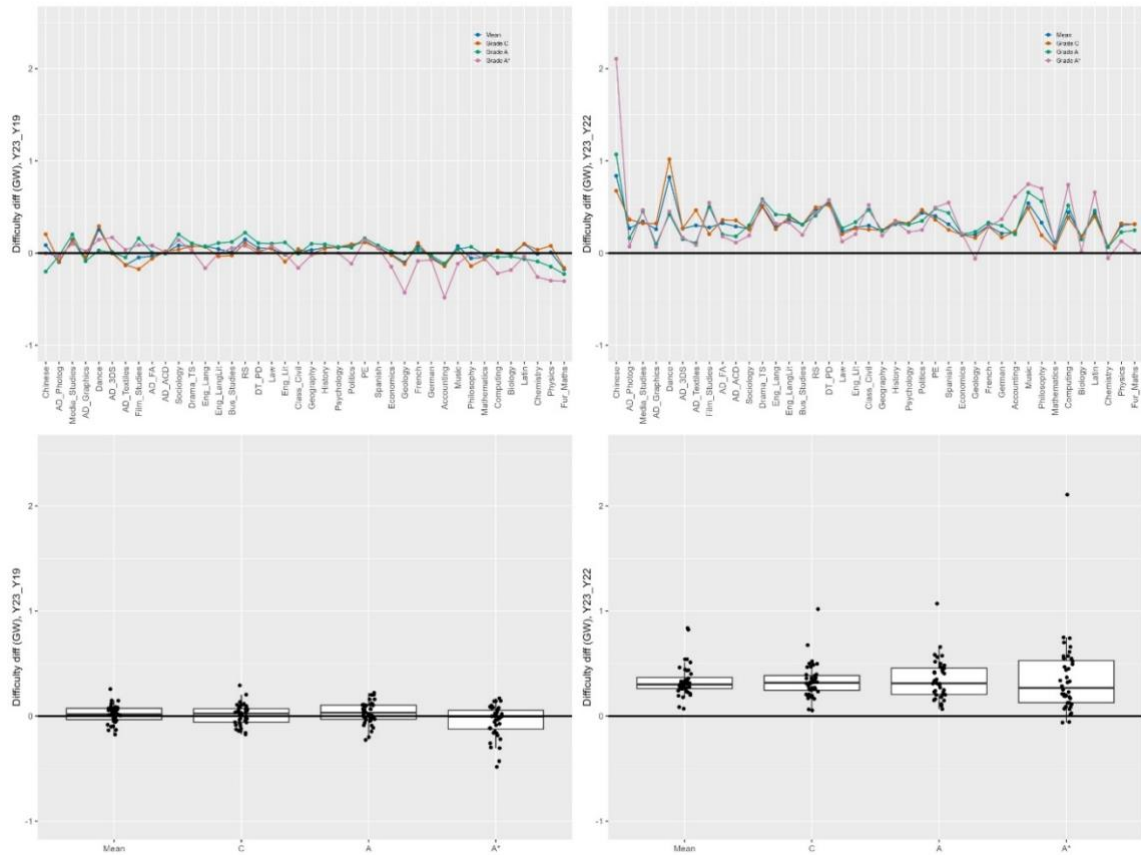 Difficulty diff (GW), Y23_Y19
2
1
0
-1
Mean
Grade C
Grade A
Grade A*
Chinese
AD_Photog
Media_Studies
AD_Graphics
Dance
AD_3DS
AD_Textiles
Film_Studies
AD_FA
AD_ACD
Sociology
Drama_TS
Eng_Lang
Eng_LangLit
Bus_Studies
RS
DT_PD
Law
Eng_Lit
Class_Civil
Geography
History
Psychology
Politics
PE
Spanish
Economics
Geology
French
German
Accounting
Music
Philosophy
Mathematics
Computing
Biology
Latin
Chemistry
Physics
Fur_Maths
Difficulty diff (GW), Y23_Y22
2
1
0
-1
Mean
Grade C
Grade A
Grade A*
Chinese
AD_Photog
Media_Studies
AD_Graphics
Dance
AD_3DS
AD_Textiles
Film_Studies
AD_FA
AD_ACD
Sociology
Drama_TS
Eng_Lang
Eng_LangLit
Bus_Studies
RS
DT_PD
Law
Eng_Lit
Class_Civil
Geography
History
Psychology
Politics
PE
Spanish
Economics
Geology
French
German
Accounting
Music
Philosophy
Mathematics
Computing
Biology
Latin
Chemistry
Physics
Fur_Maths
Difficulty diff (GW), Y23_Y19
2
1
0
-1
Mean
C
A
A*
Difficulty diff (GW), Y23_Y22
2
1
0
-1
Mean
C
A
A*